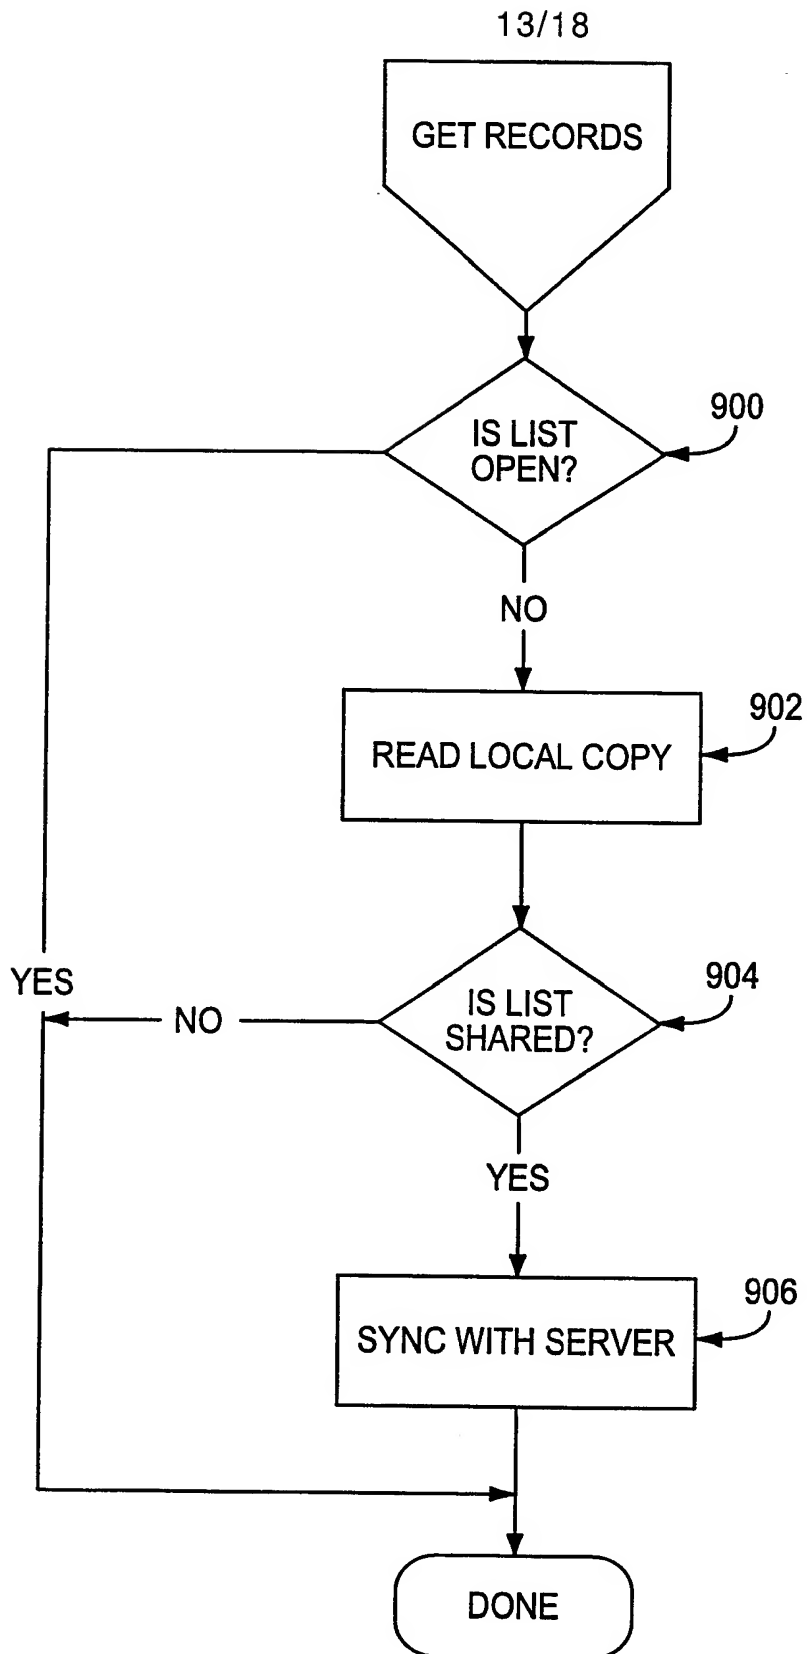 13/18
GET RECORDS
IS LIST
OPEN?
900
NO
READ LOCAL COPY
902
YES
NO
IS LIST
SHARED?
904
YES
SYNC WITH SERVER
906
DONE